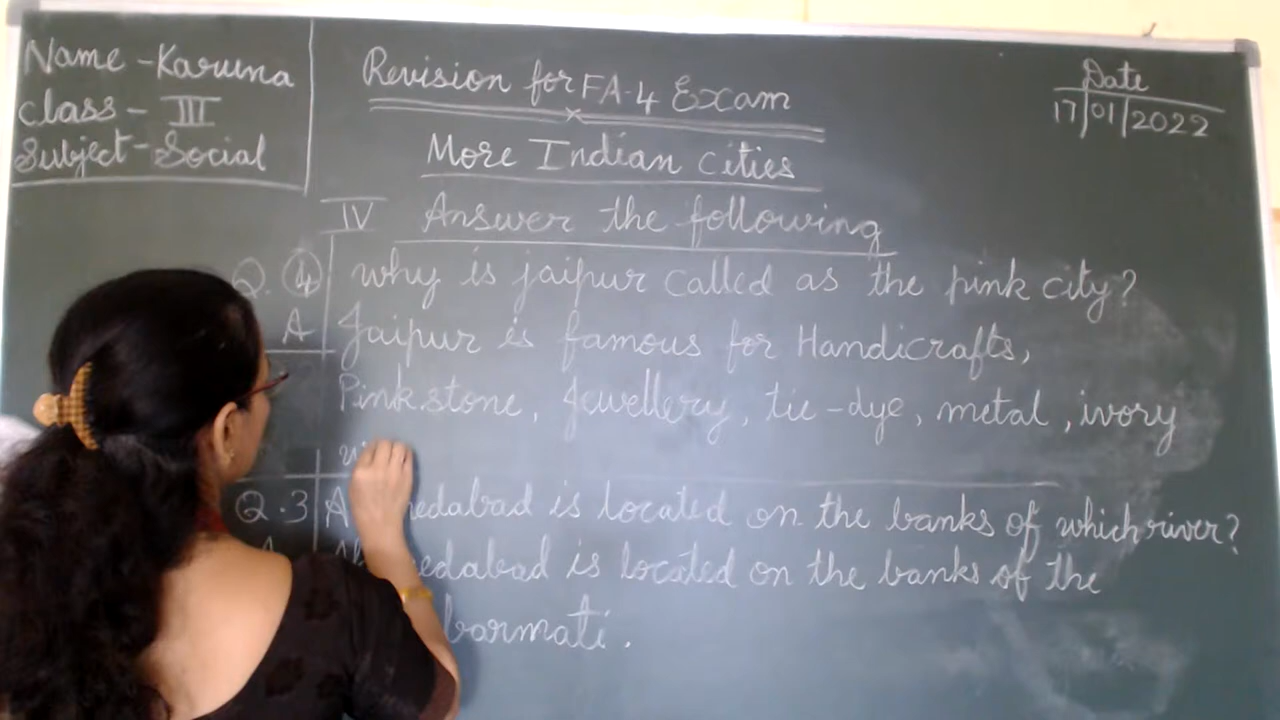 Name - Karuna
class - III
Subject - Social
Revision for FA-4 Exam
Date
17/01/2022
More Indian cities
IV Answer the following
Q. 4 why is jaipur called as the pink city?
A Jaipur is famous for Handicrafts,
Pink stone, Jewellery, tie-dye, metal, ivory
Q.3 is located on the banks of which river?
is located on the banks of the